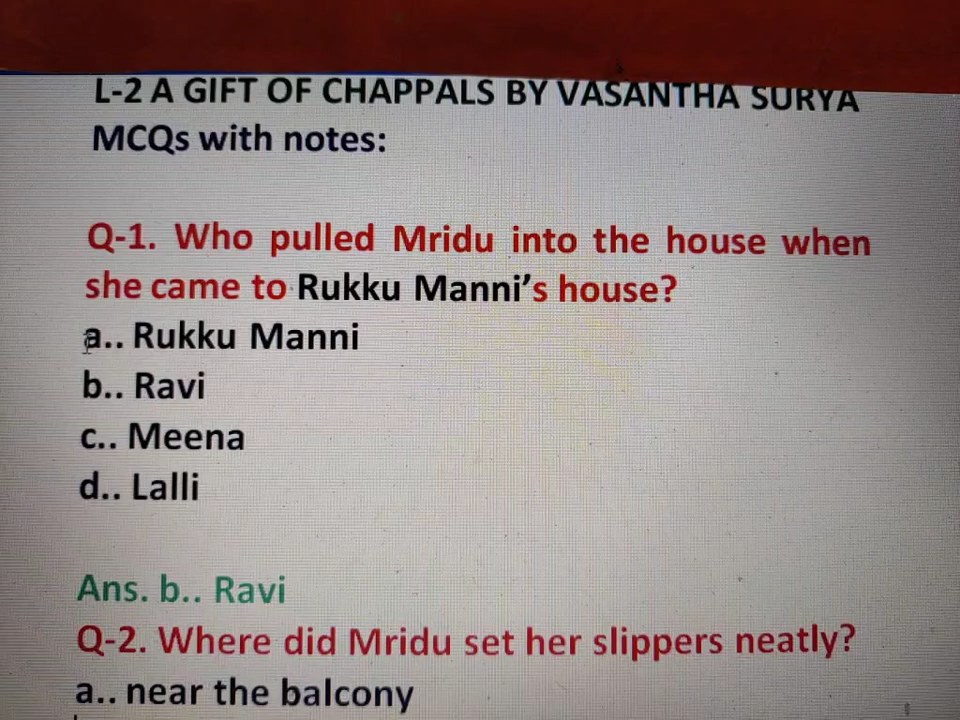 L-2 A GIFT OF CHAPPALS BY VASANTHA SURYA
MCQs with notes:
Q-1. Who pulled Mridu into the house when
she came to Rukku Manni's house?
a.. Rukku Manni
b.. Ravi
c.. Meena
d.. Lalli
Ans. b.. Ravi
Q-2. Where did Mridu set her slippers neatly?
a.. near the balcony